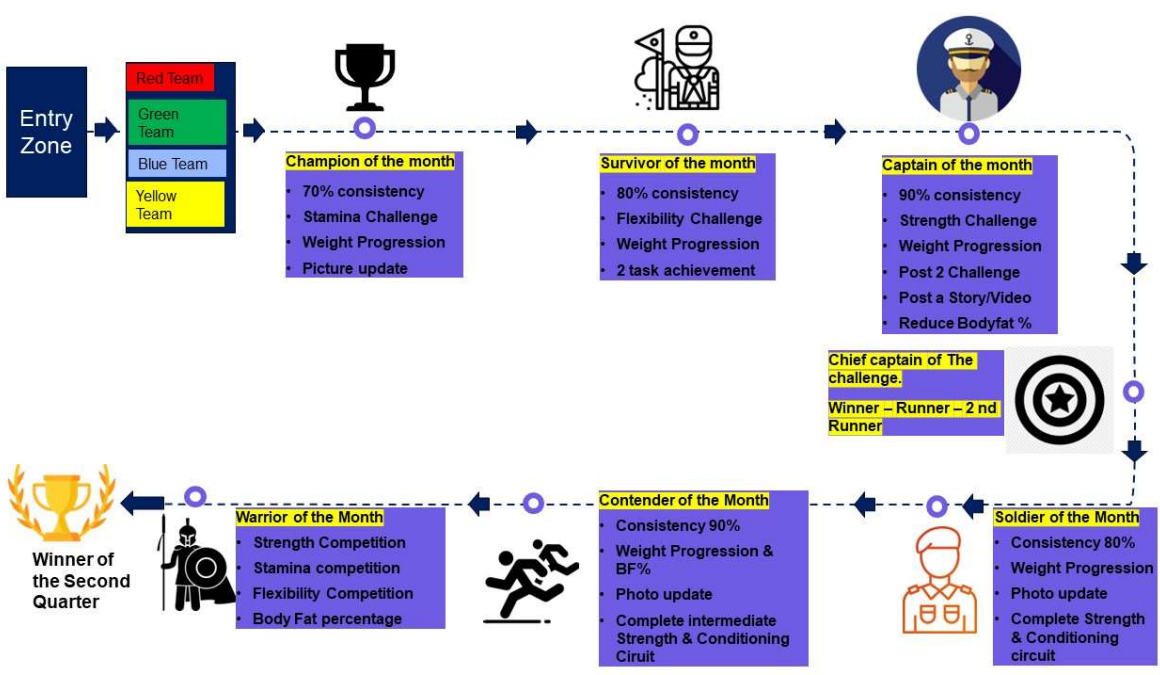 Entry
Zone
Red Team
Green
Team
Blue Team
Yellow
Team
Champion of the month
• 70% consistency
• Stamina Challenge
• Weight Progression
• Picture update
Survivor of the month
• 80% consistency
• Flexibility Challenge
• Weight Progression
• 2 task achievement
Captain of the month
• 90% consistency
• Strength Challenge
• Weight Progression
• Post 2 Challenge
• Post a Story/Video
• Reduce Bodyfat %
Chief captain of The
challenge.
Winner – Runner – 2 nd
Runner
Soldier of the Month
• Consistency 80%
• Weight Progression
• Photo update
• Complete Strength
& Conditioning
circuit
Contender of the Month
• Consistency 90%
• Weight Progression &
BF%
• Photo update
• Complete intermediate
Strength & Conditioning
Ciruit
Warrior of the Month
• Strength Competition
• Stamina competition
• Flexibility Competition
• Body Fat percentage
Winner of
the Second
Quarter